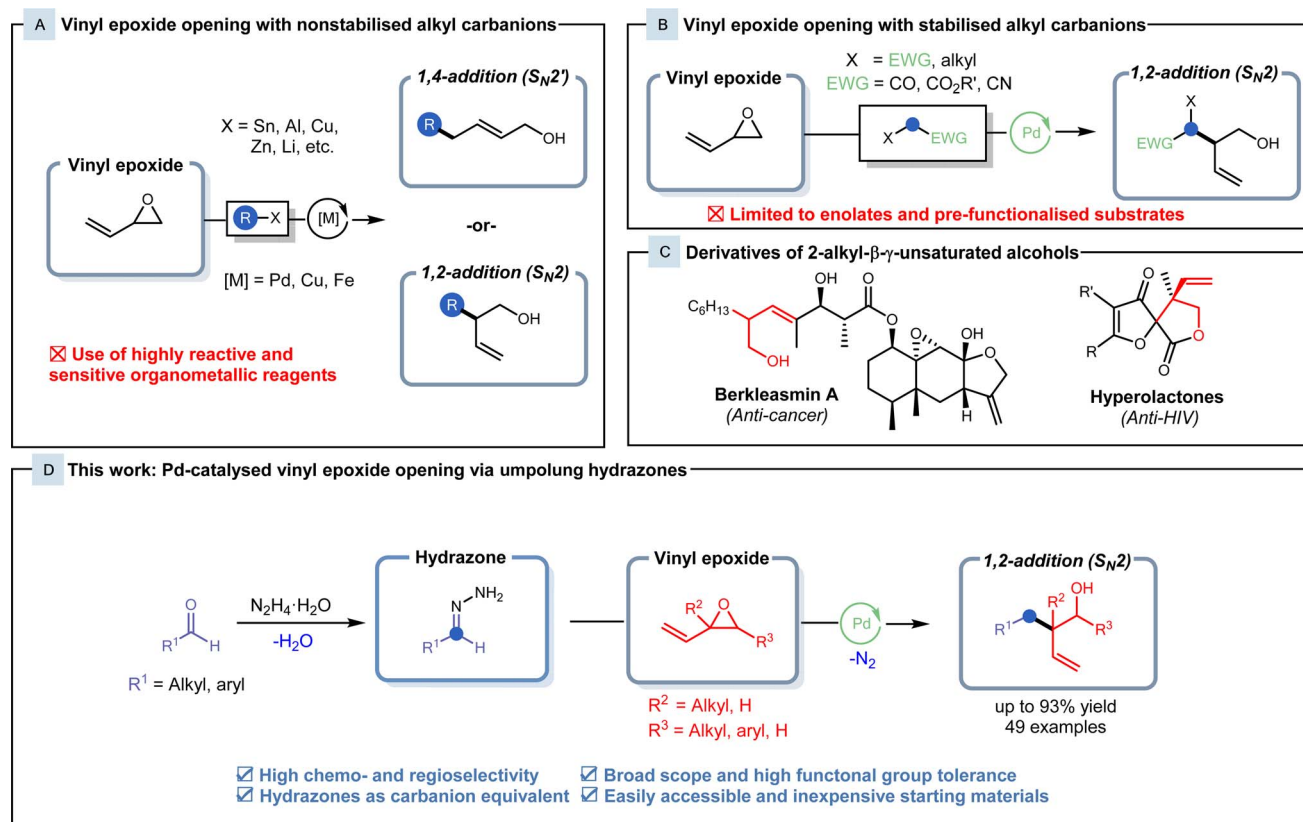 A Vinyl epoxide opening with nonstabilised alkyl carbanions
Vinyl epoxide
O
X = Sn, Al, Cu,
Zn, Li, etc.
R X
[M]
[M] = Pd, Cu, Fe
1,4-addition (SN2')
R
OH
-or-
1,2-addition (SN2)
R
OH
☒ Use of highly reactive and
sensitive organometallic reagents
B Vinyl epoxide opening with stabilised alkyl carbanions
Vinyl epoxide
O
X = EWG, alkyl
EWG = CO, CO2R', CN
X EWG
Pd
1,2-addition (SN2)
X
EWG
OH
☒ Limited to enolates and pre-functionalised substrates
C Derivatives of 2-alkyl-β-γ-unsaturated alcohols
C6H13
OH
OH
O
O
O
OH
O
H
Berkleasmin A
(Anti-cancer)
R'
O
R
O
O
O
Hyperolactones
(Anti-HIV)
D This work: Pd-catalysed vinyl epoxide opening via umpolung hydrazones
O
R1 H
N2H4·H2O
-H2O
R1 = Alkyl, aryl
Hydrazone
NH2
N
R1 H
Vinyl epoxide
R2 O
R3
R2 = Alkyl, H
R3 = Alkyl, aryl, H
Pd
-N2
1,2-addition (SN2)
R2 OH
R1 R3
up to 93% yield
49 examples
☑ High chemo- and regioselectivity ☑ Broad scope and high functonal group tolerance
☑ Hydrazones as carbanion equivalent ☑ Easily accessible and inexpensive starting materials